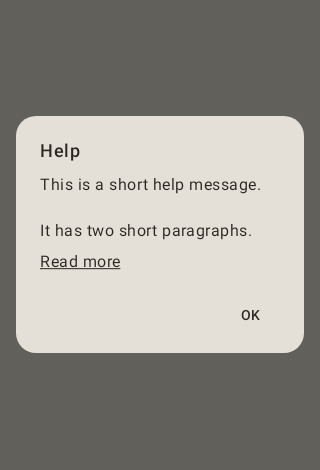 Help
This is a short help message.
It has two short paragraphs.
Read more
OK